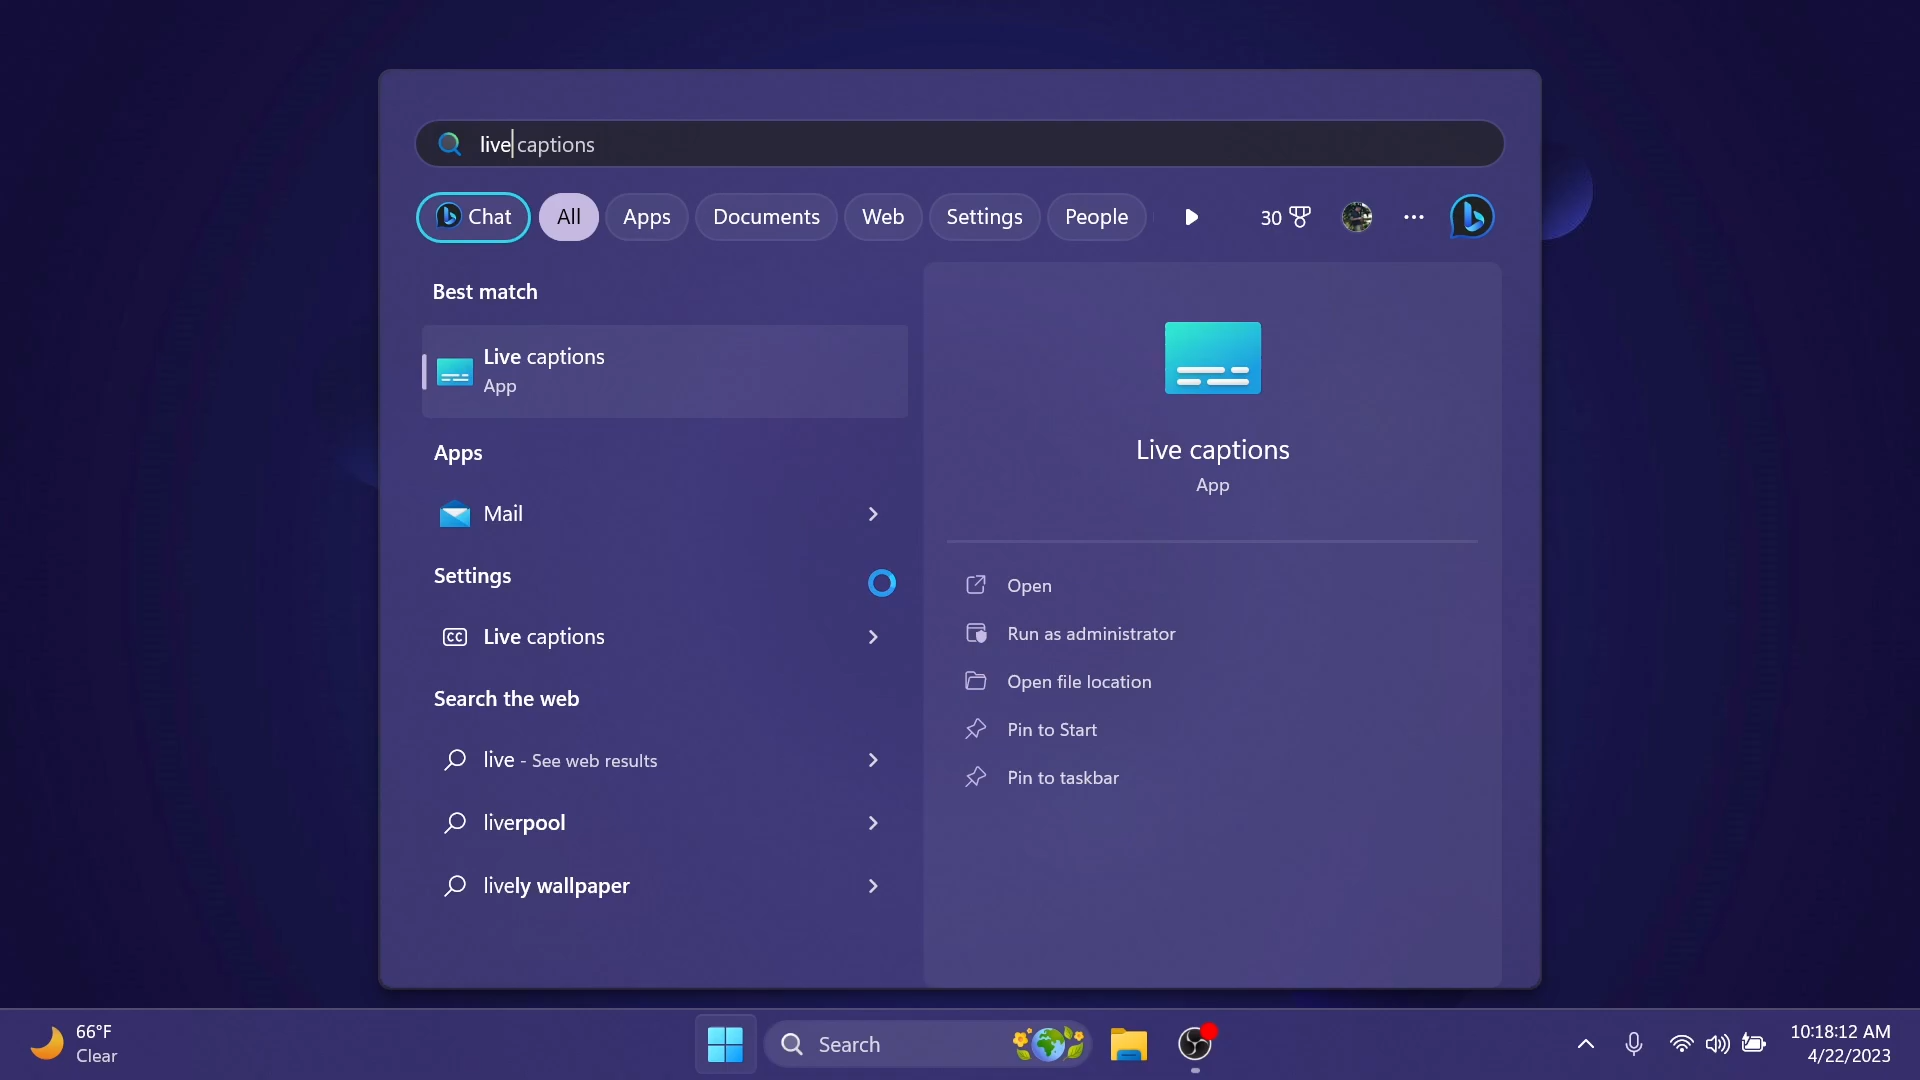 live captions
Chat All Apps Documents Web Settings People 30
Best match
Live captions
App
Apps
Mail
Settings
CC Live captions
Search the web
live - See web results
liverpool
lively wallpaper
Live captions
App
Open
Run as administrator
Open file location
Pin to Start
Pin to taskbar
66°F
Clear
Search
10:18:12 AM
4/22/2023